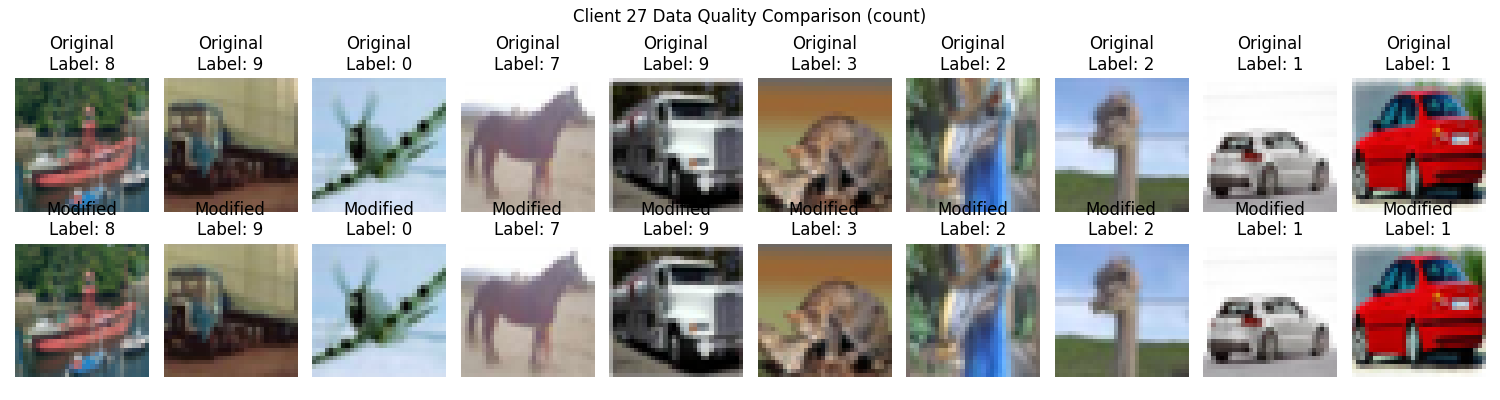 Client 27 Data Quality Comparison (count)
Original Original Original Original Original Original Original Original Original Original
Label: 8 Label: 9 Label: 0 Label: 7 Label: 9 Label: 3 Label: 2 Label: 2 Label: 1 Label: 1
Modified Modified Modified Modified Modified Modified Modified Modified Modified Modified
Label: 8 Label: 9 Label: 0 Label: 7 Label: 9 Label: 3 Label: 2 Label: 2 Label: 1 Label: 1